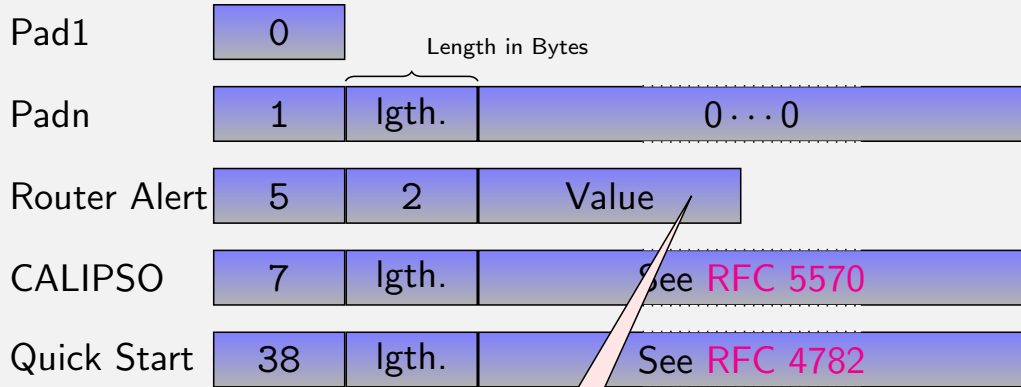 Pad1 0
Length in Bytes
Padn 1 lgth. 0 · · · 0
Router Alert 5 2 Value
CALIPSO 7 lgth. See RFC 5570
Quick Start 38 lgth. See RFC 4782